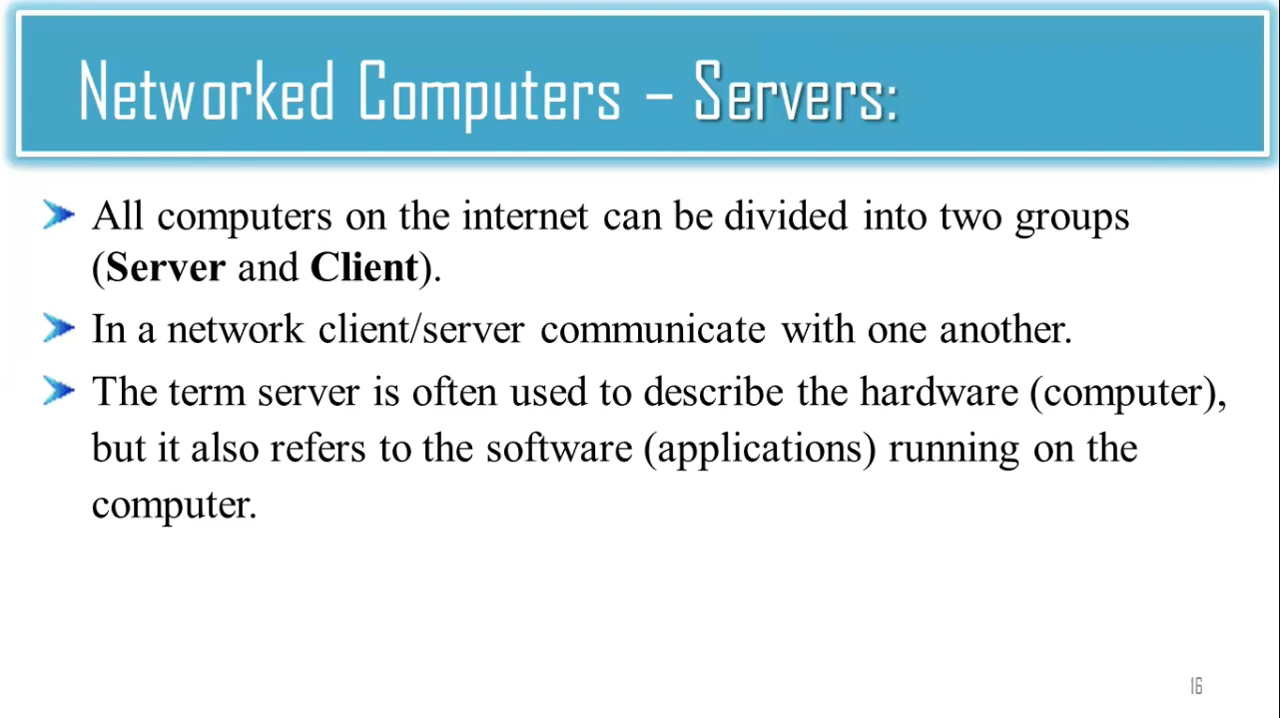 Networked Computers – Servers:
All computers on the internet can be divided into two groups
(Server and Client).
In a network client/server communicate with one another.
The term server is often used to describe the hardware (computer),
but it also refers to the software (applications) running on the
computer.
16